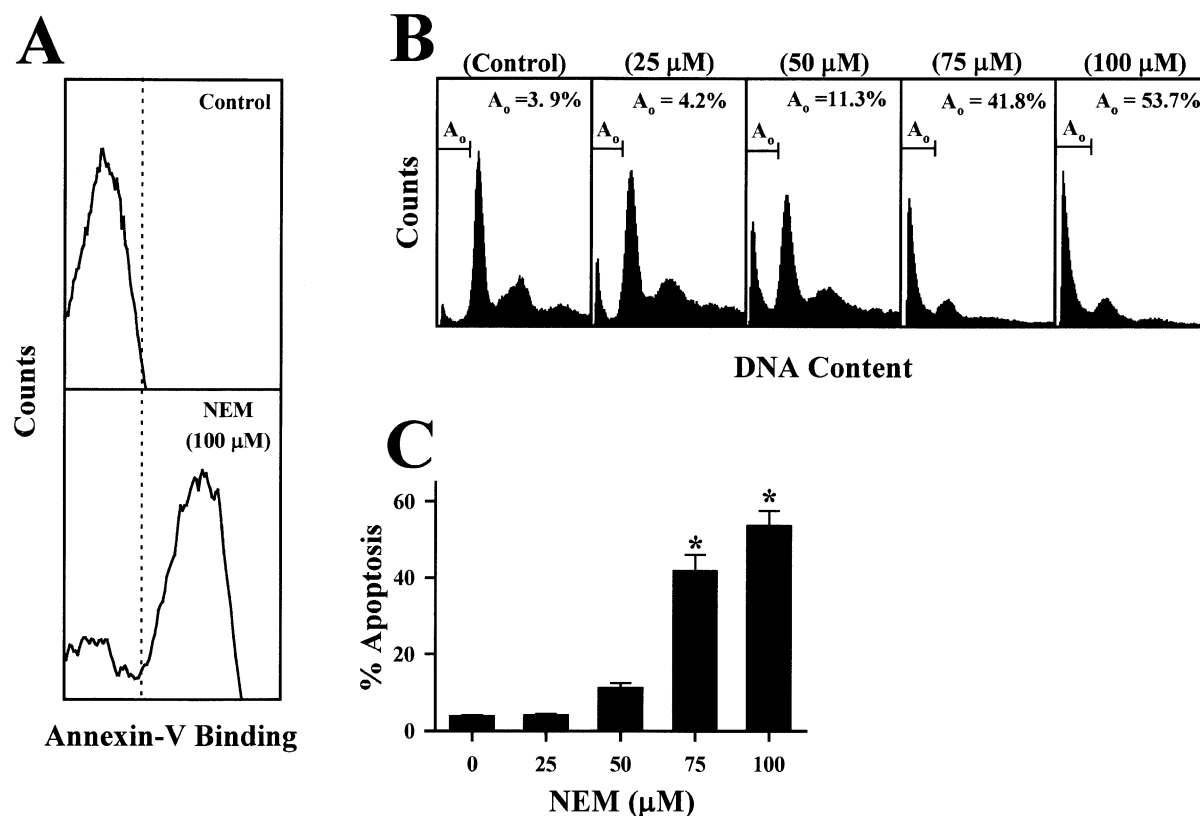 A
Control
NEM
(100 μM)
Counts
Annexin-V Binding
B
(Control) (25 μM) (50 μM) (75 μM) (100 μM)
Aₒ =3. 9% Aₒ = 4.2% Aₒ =11.3% Aₒ = 41.8% Aₒ = 53.7%
Aₒ Aₒ Aₒ Aₒ Aₒ
Counts
DNA Content
C
% Apoptosis
60
40
20
0
* *
0 25 50 75 100
NEM (μM)